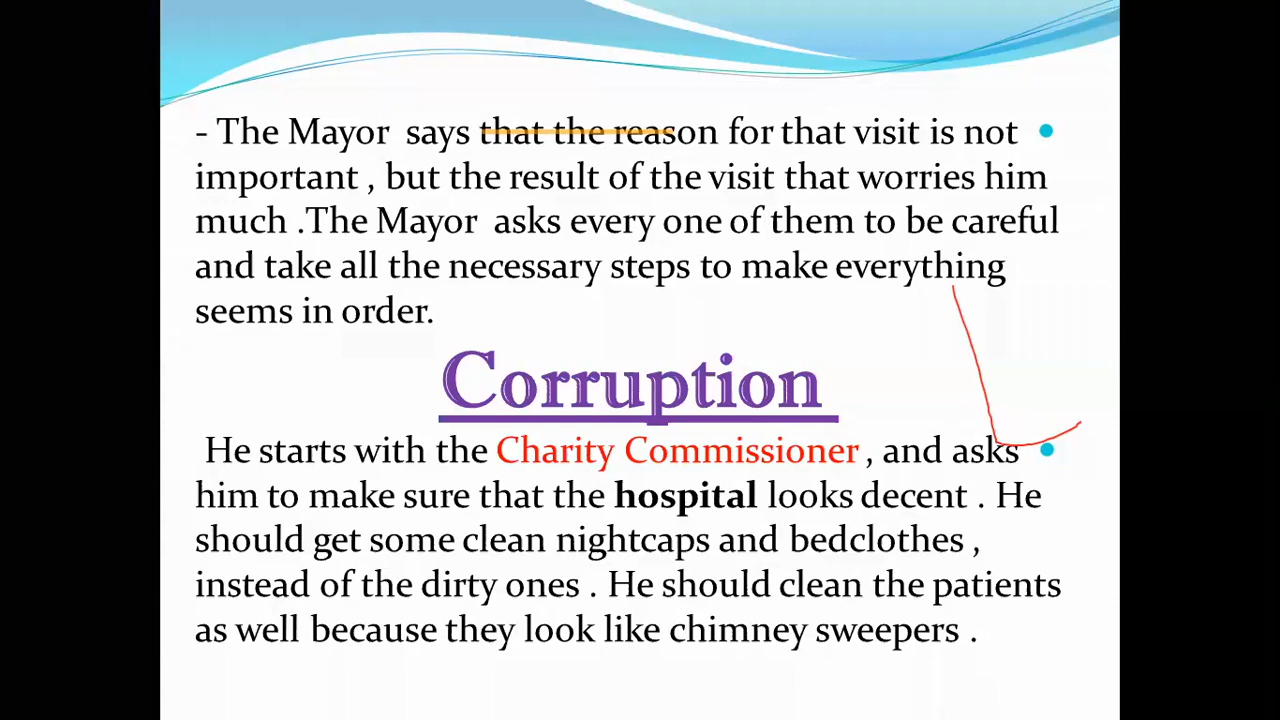 - The Mayor says that the reason for that visit is not
important , but the result of the visit that worries him
much .The Mayor asks every one of them to be careful
and take all the necessary steps to make everything
seems in order.
Corruption
He starts with the Charity Commissioner , and asks
him to make sure that the hospital looks decent . He
should get some clean nightcaps and bedclothes ,
instead of the dirty ones . He should clean the patients
as well because they look like chimney sweepers .